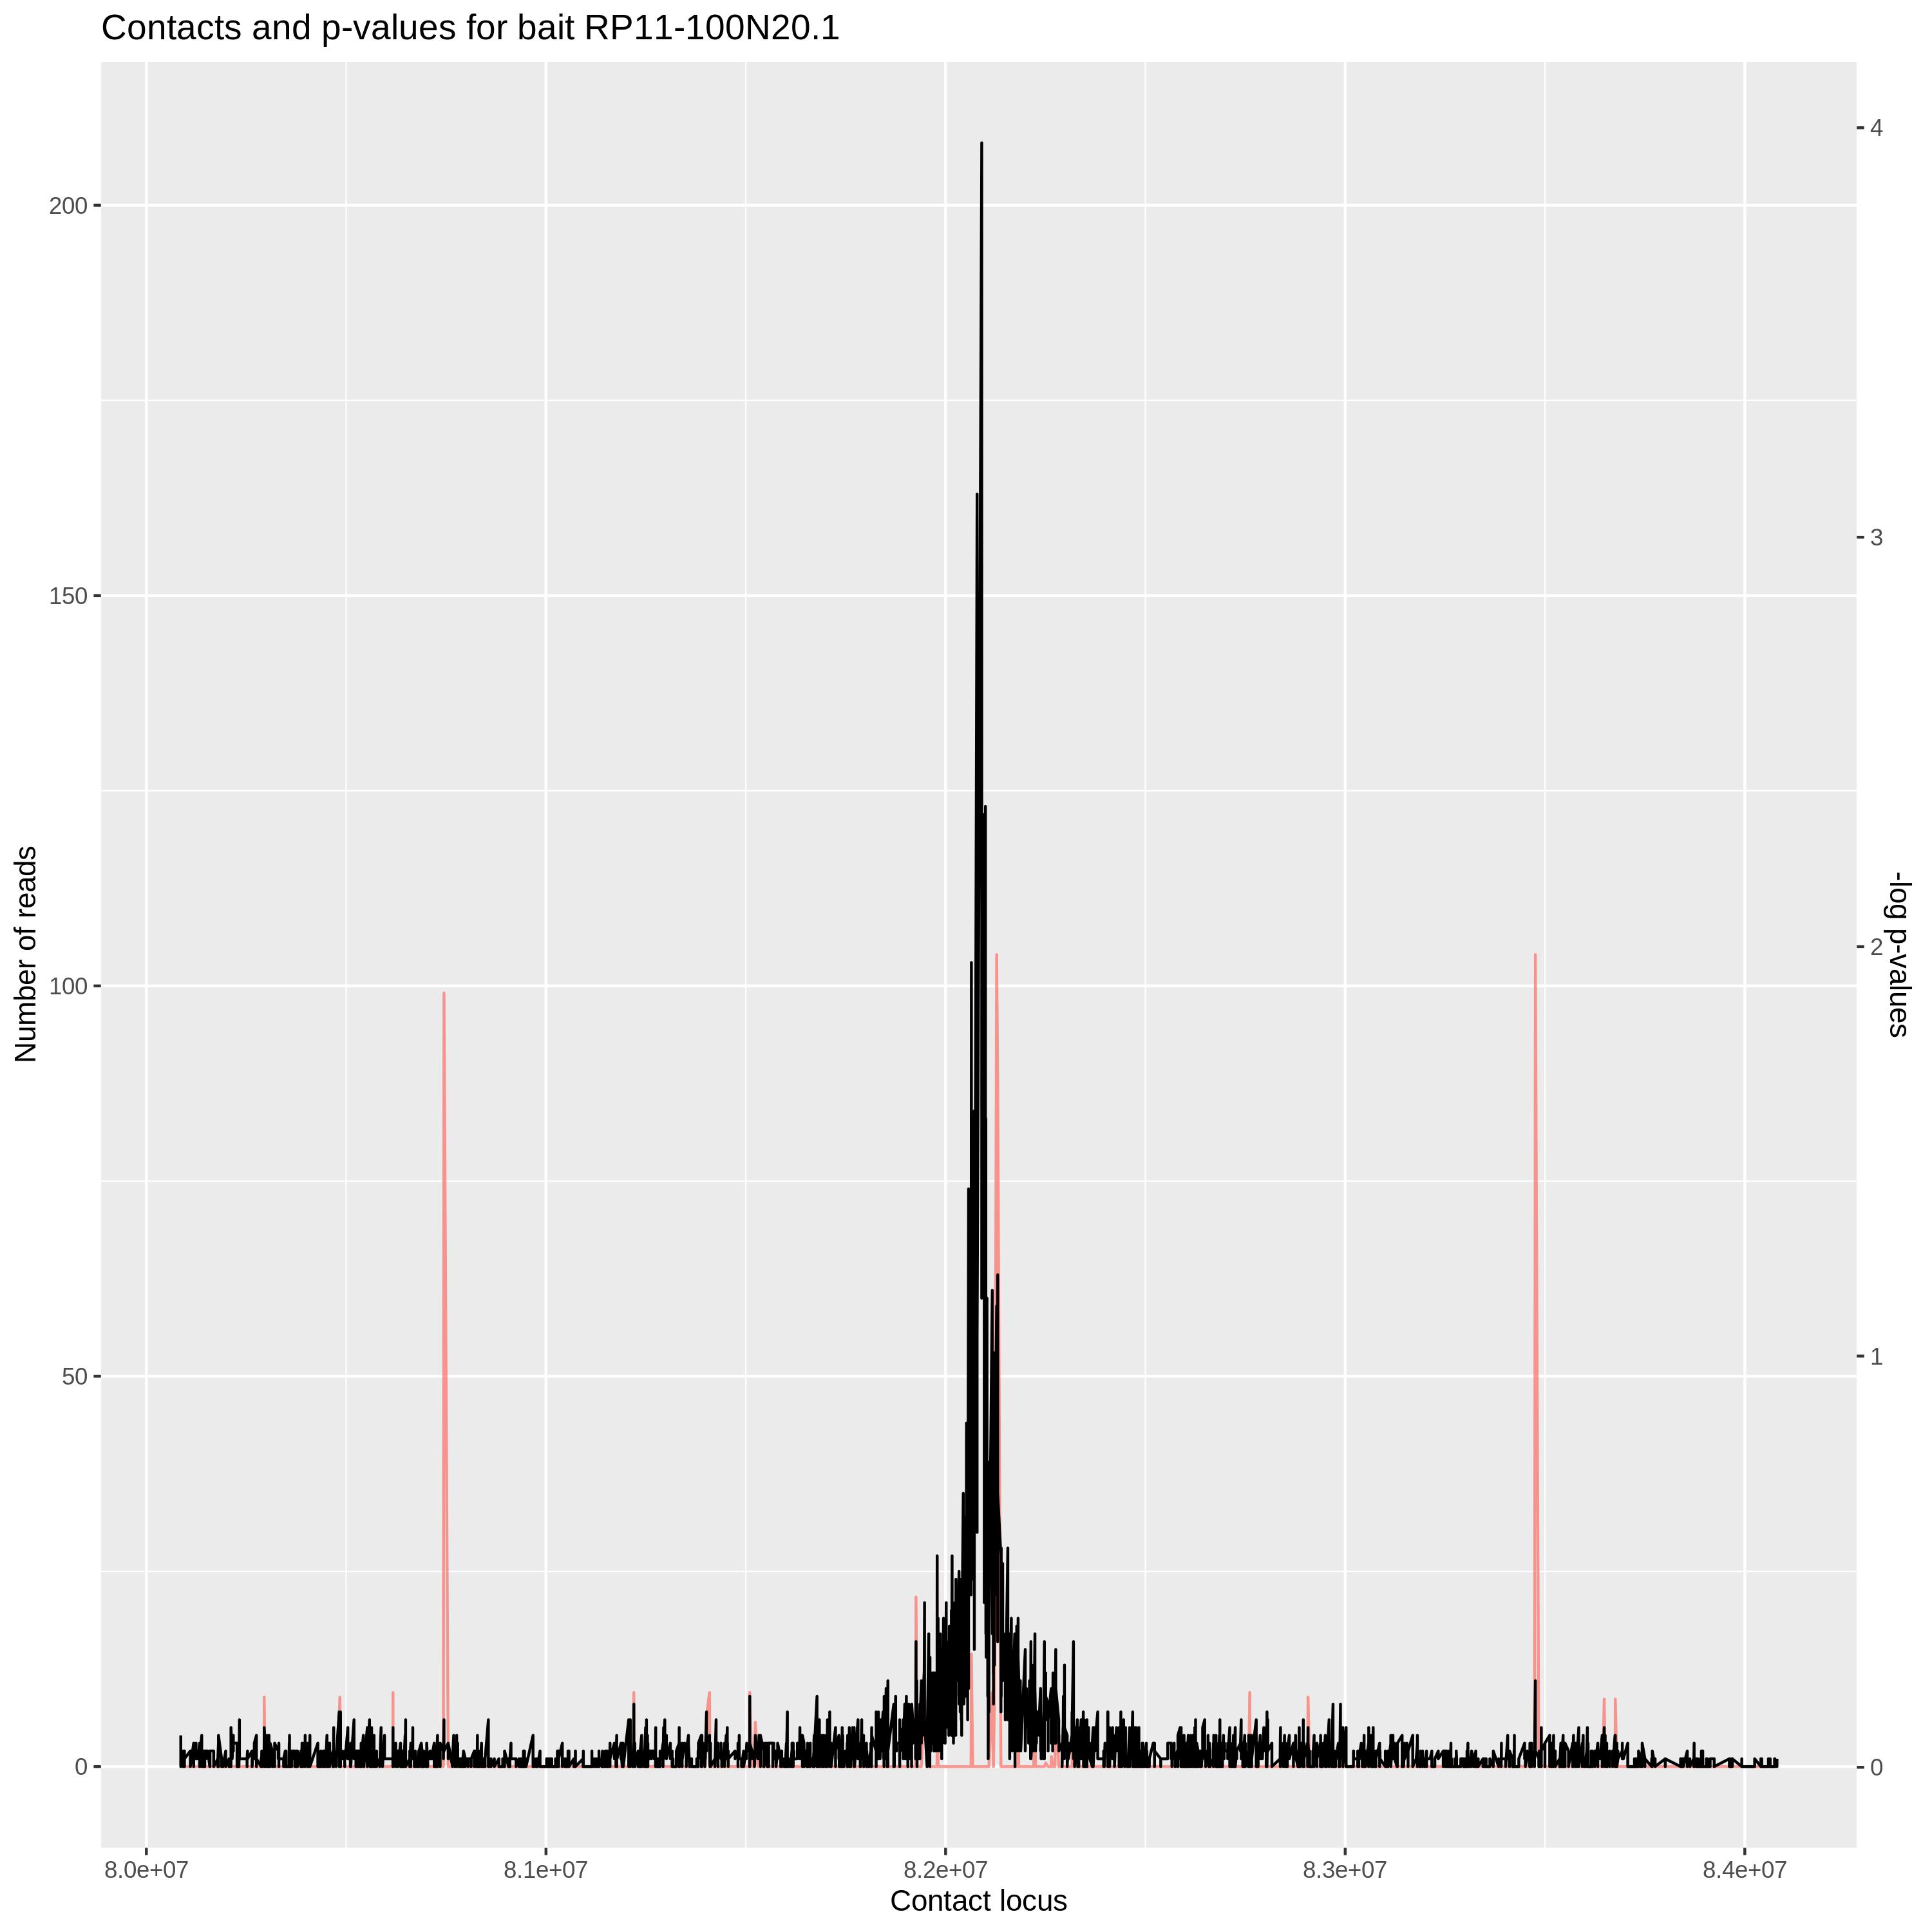 Contacts and p-values for bait RP11-100N20.1
4
200
3
150
Number of reads
-log p-values
2
100
50
1
0
0
8.0e+07
8.1e+07
8.2e+07
8.3e+07
8.4e+07
Contact locus